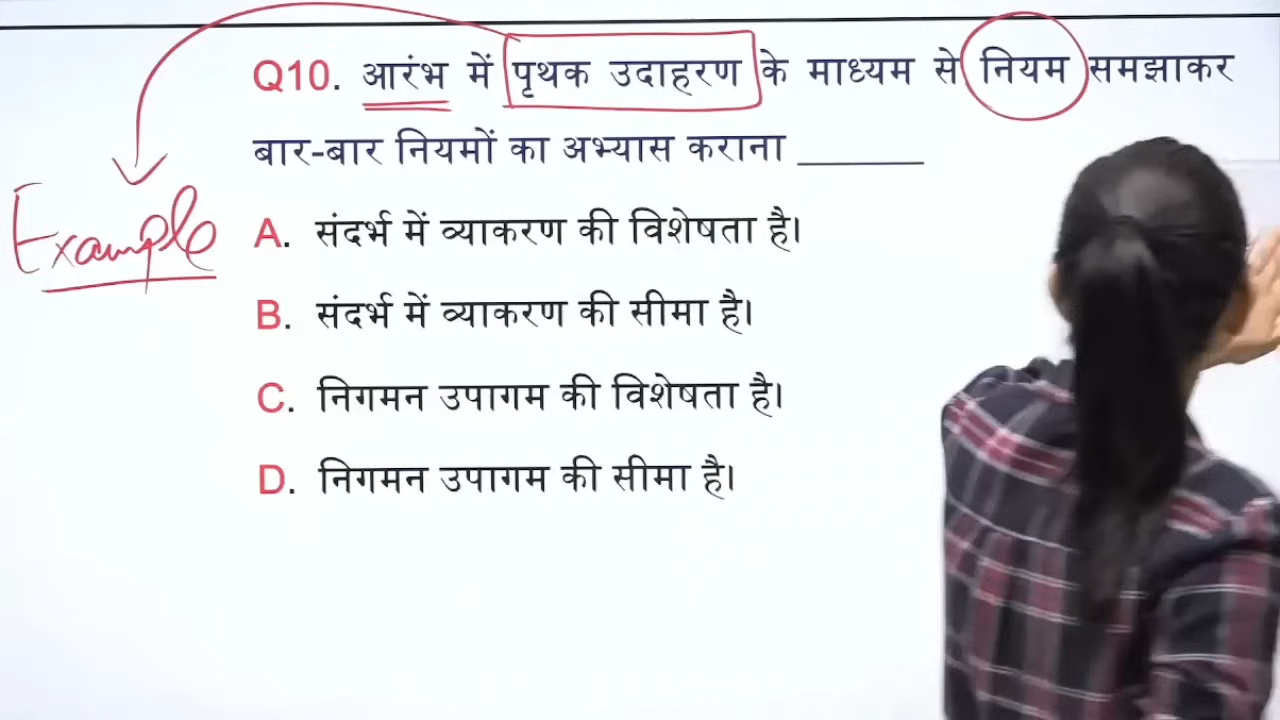 Q10. आरंभ में पृथक उदाहरण के माध्यम से नियम समझाकर
बार-बार नियमों का अभ्यास कराना ________
Example
A. संदर्भ में व्याकरण की विशेषता है।
B. संदर्भ में व्याकरण की सीमा है।
C. निगमन उपागम की विशेषता है।
D. निगमन उपागम की सीमा है।